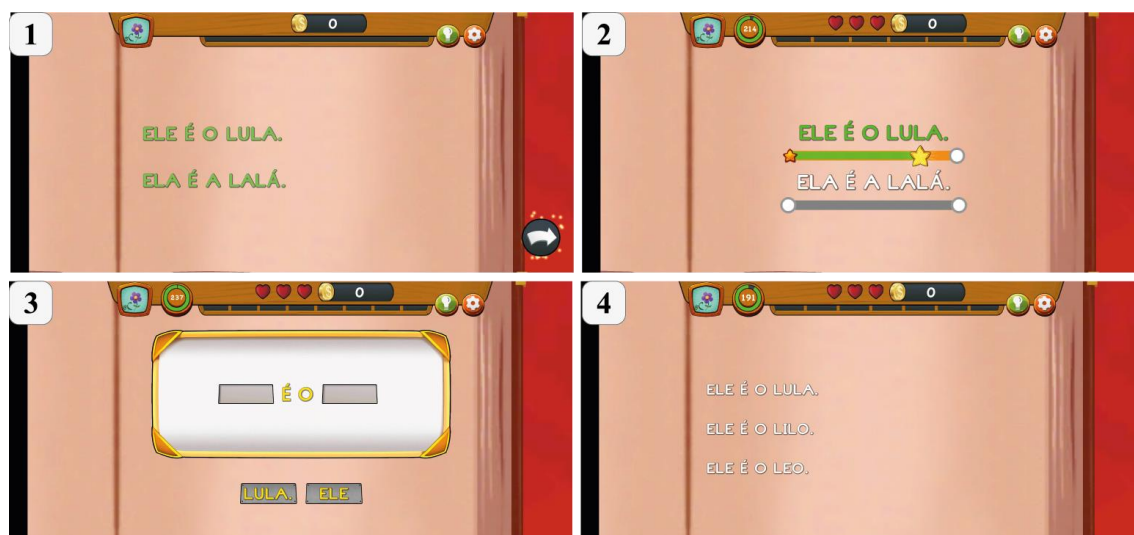 1
0
ELE É O LULA.
ELA É A LALÁ.
2
214
0
ELE É O LULA.
ELA É A LALÁ.
3
237
0
É O
LULA. ELE
4
191
0
ELE É O LULA.
ELE É O LILO.
ELE É O LEO.